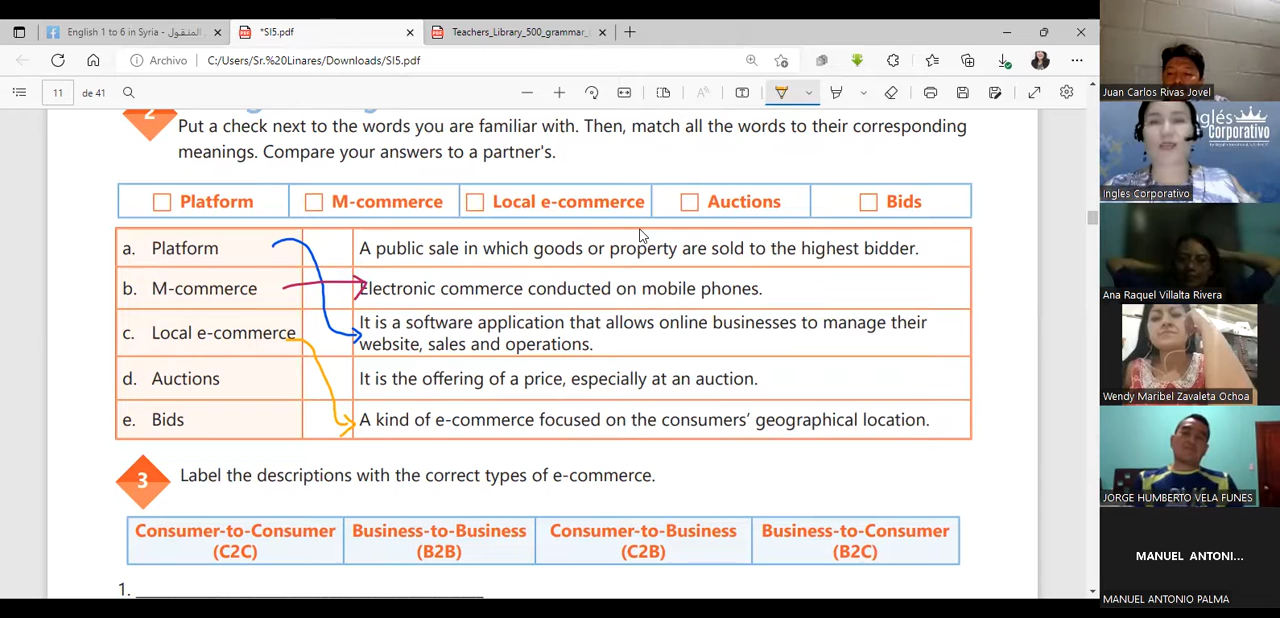 English 1 to 6 in Syria - المنقول
*SI5.pdf
Teachers_Library_500_grammar_
Archivo
C:/Users/Sr.%20Linares/Downloads/SI5.pdf
11 de 41
2
Put a check next to the words you are familiar with. Then, match all the words to their corresponding
meanings. Compare your answers to a partner's.
Platform M-commerce Local e-commerce Auctions Bids
a. Platform A public sale in which goods or property are sold to the highest bidder.
b. M-commerce Electronic commerce conducted on mobile phones.
c. Local e-commerce It is a software application that allows online businesses to manage their
website, sales and operations.
d. Auctions It is the offering of a price, especially at an auction.
e. Bids A kind of e-commerce focused on the consumers' geographical location.
3 Label the descriptions with the correct types of e-commerce.
Consumer-to-Consumer Business-to-Business Consumer-to-Business Business-to-Consumer
(C2C) (B2B) (C2B) (B2C)
1.
Juan Carlos Rivas Jovel
glés
Corporativo
Ingles Corporativo
Ana Raquel Villalta Rivera
Wendy Maribel Zavaleta Ochoa
JORGE HUMBERTO VELA FUNES
MANUEL ANTONI...
MANUEL ANTONIO PALMA